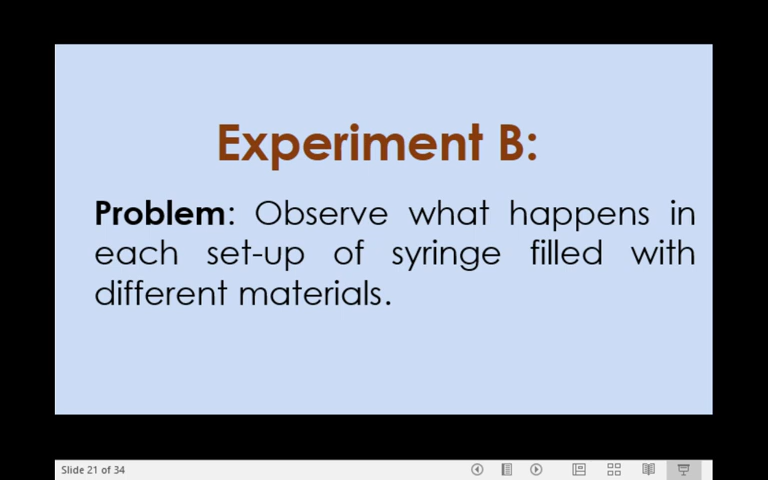 Experiment B:
Problem: Observe what happens in
each set-up of syringe filled with
different materials.
Slide 21 of 34